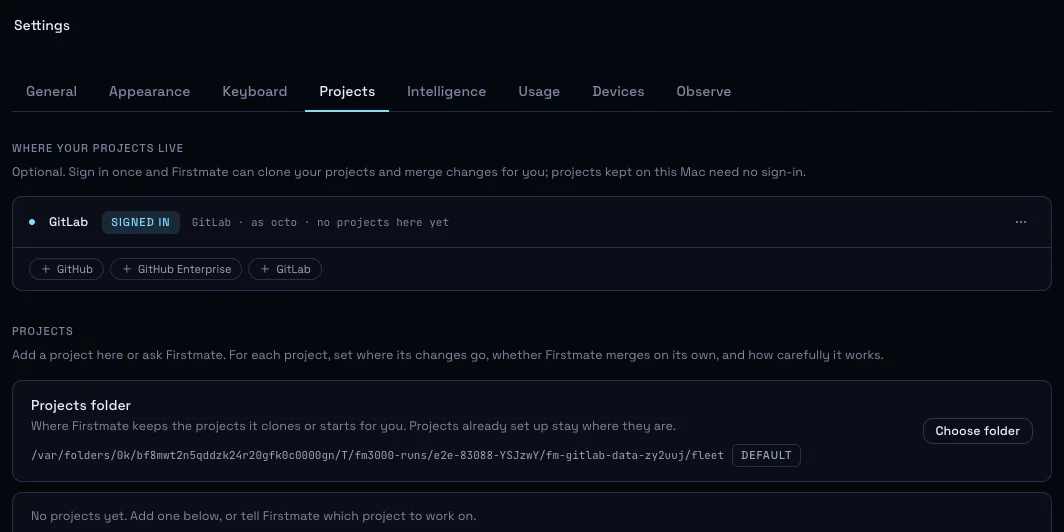 Settings
General Appearance Keyboard Projects Intelligence Usage Devices Observe
WHERE YOUR PROJECTS LIVE
Optional. Sign in once and Firstmate can clone your projects and merge changes for you; projects kept on this Mac need no sign-in.
GitLab SIGNED IN GitLab · as octo · no projects here yet ···
+ GitHub + GitHub Enterprise + GitLab
PROJECTS
Add a project here or ask Firstmate. For each project, set where its changes go, whether Firstmate merges on its own, and how carefully it works.
Projects folder
Where Firstmate keeps the projects it clones or starts for you. Projects already set up stay where they are.
Choose folder
/var/folders/0k/bf8mwt2n5qddzk24r20gfk0c0000gn/T/fm3000-runs/e2e-83088-YSJzwY/fm-gitlab-data-zy2uuj/fleet DEFAULT
No projects yet. Add one below, or tell Firstmate which project to work on.